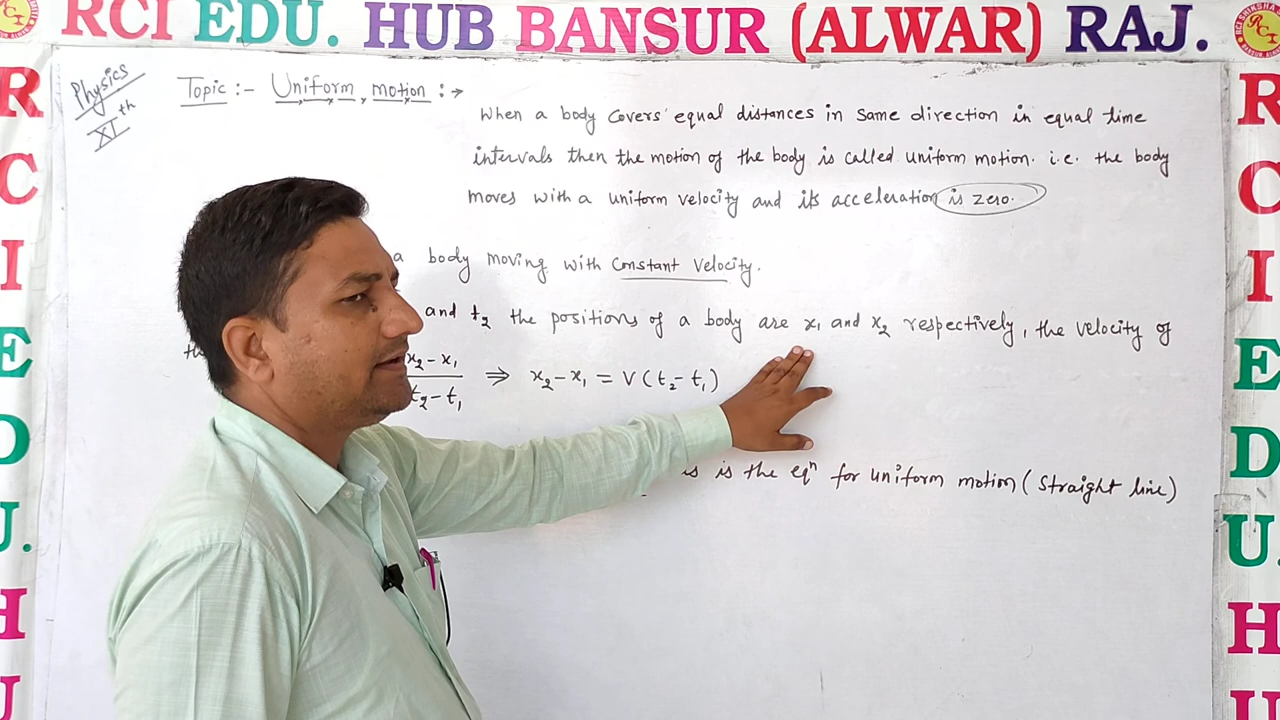 RCI EDU. HUB BANSUR (ALWAR) RAJ.
Physics
XIth
Topic :- Uniform motion :→
When a body covers equal distances in same direction in equal time
intervals then the motion of the body is called uniform motion. i.e. the body
moves with a uniform velocity and its acceleration is zero.
a body moving with constant velocity.
and t₂ the positions of a body are x₁ and x₂ respectively, the velocity of
x₂ - x₁
t₂ - t₁
⇒ x₂ - x₁ = V (t₂ - t₁)
is the eqⁿ for uniform motion (straight line)
R
C
I
E
D
U.
H
U
R
C
I
E
D
U.
H
U